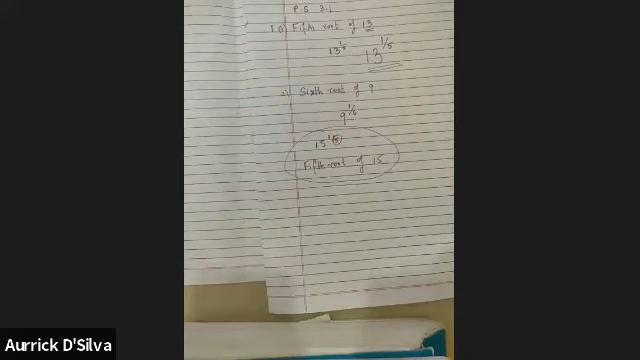 P.S 3.1
1. 1) Fifth root of 13
13^1/5 13^1/5
2) Sixth root of 9
9^1/6
15^1/5
Fifth root of 15
Aurrick D'Silva